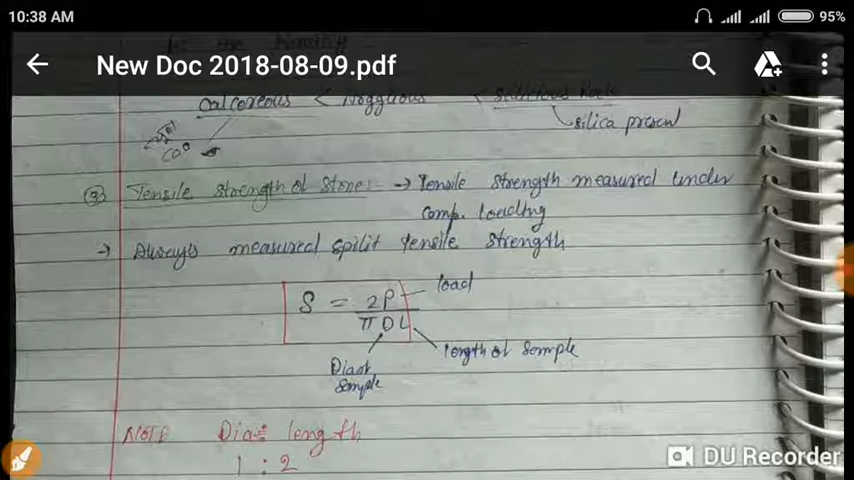 10:38 AM
95%
New Doc 2018-08-09.pdf
Calcareous < <
silica present
CaO
(9) Tensile strength of Stone: → Tensile strength measured under
comp. loading
→ Always measured split tensile strength
S = 2P / πDL
load
length of sample
Dia of
sample
NOTE Dia : length
1 : 2
DU Recorder